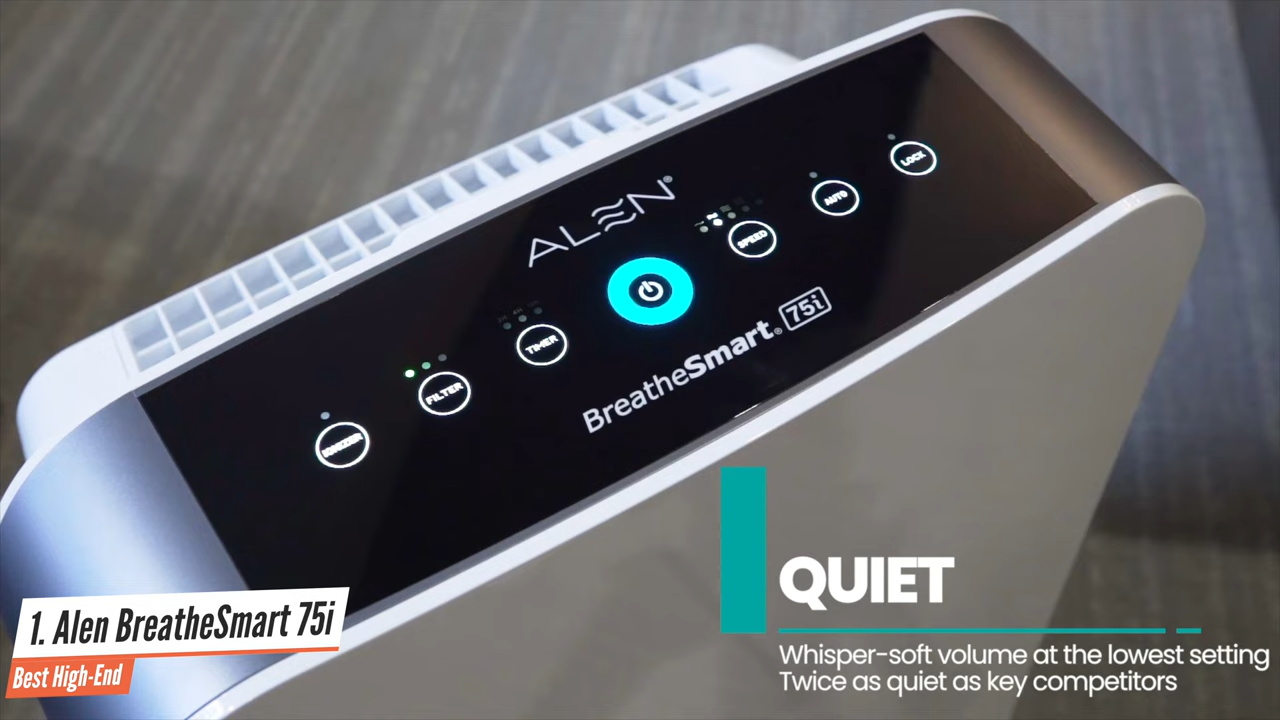 ALEN®
LOCK
AUTO
SPEED
TIMER
FILTER
IONIZER
BreatheSmart® 75i
QUIET
Whisper-soft volume at the lowest setting
Twice as quiet as key competitors
1. Alen BreatheSmart 75i
Best High-End